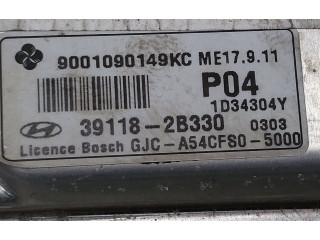 9001090149KC ME17.9.11
P04
1D34304Y
39118-2B330 0303
Licence Bosch GJC-A54CFS0-5000